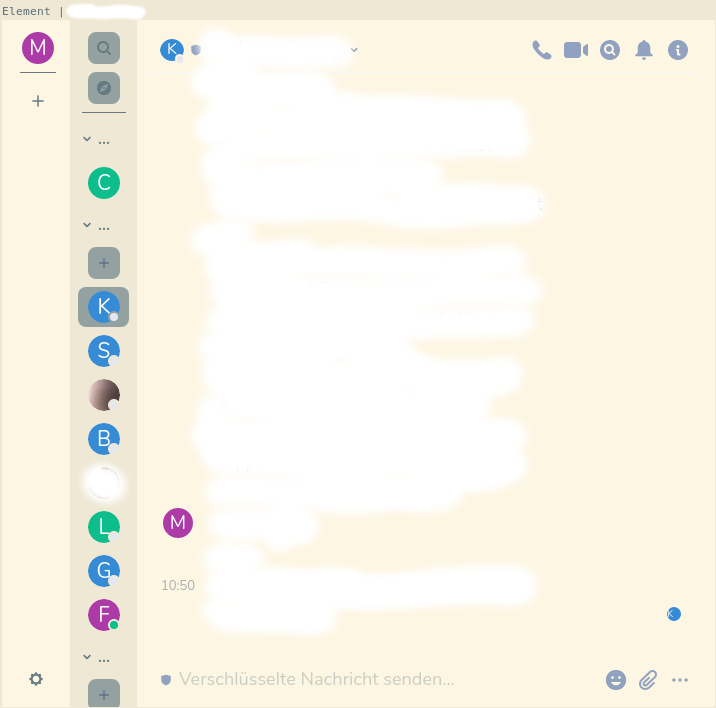 Element |
M
K
...
C
...
K
S
B
L
G
F
...
M
10:50
K
Verschlüsselte Nachricht senden...